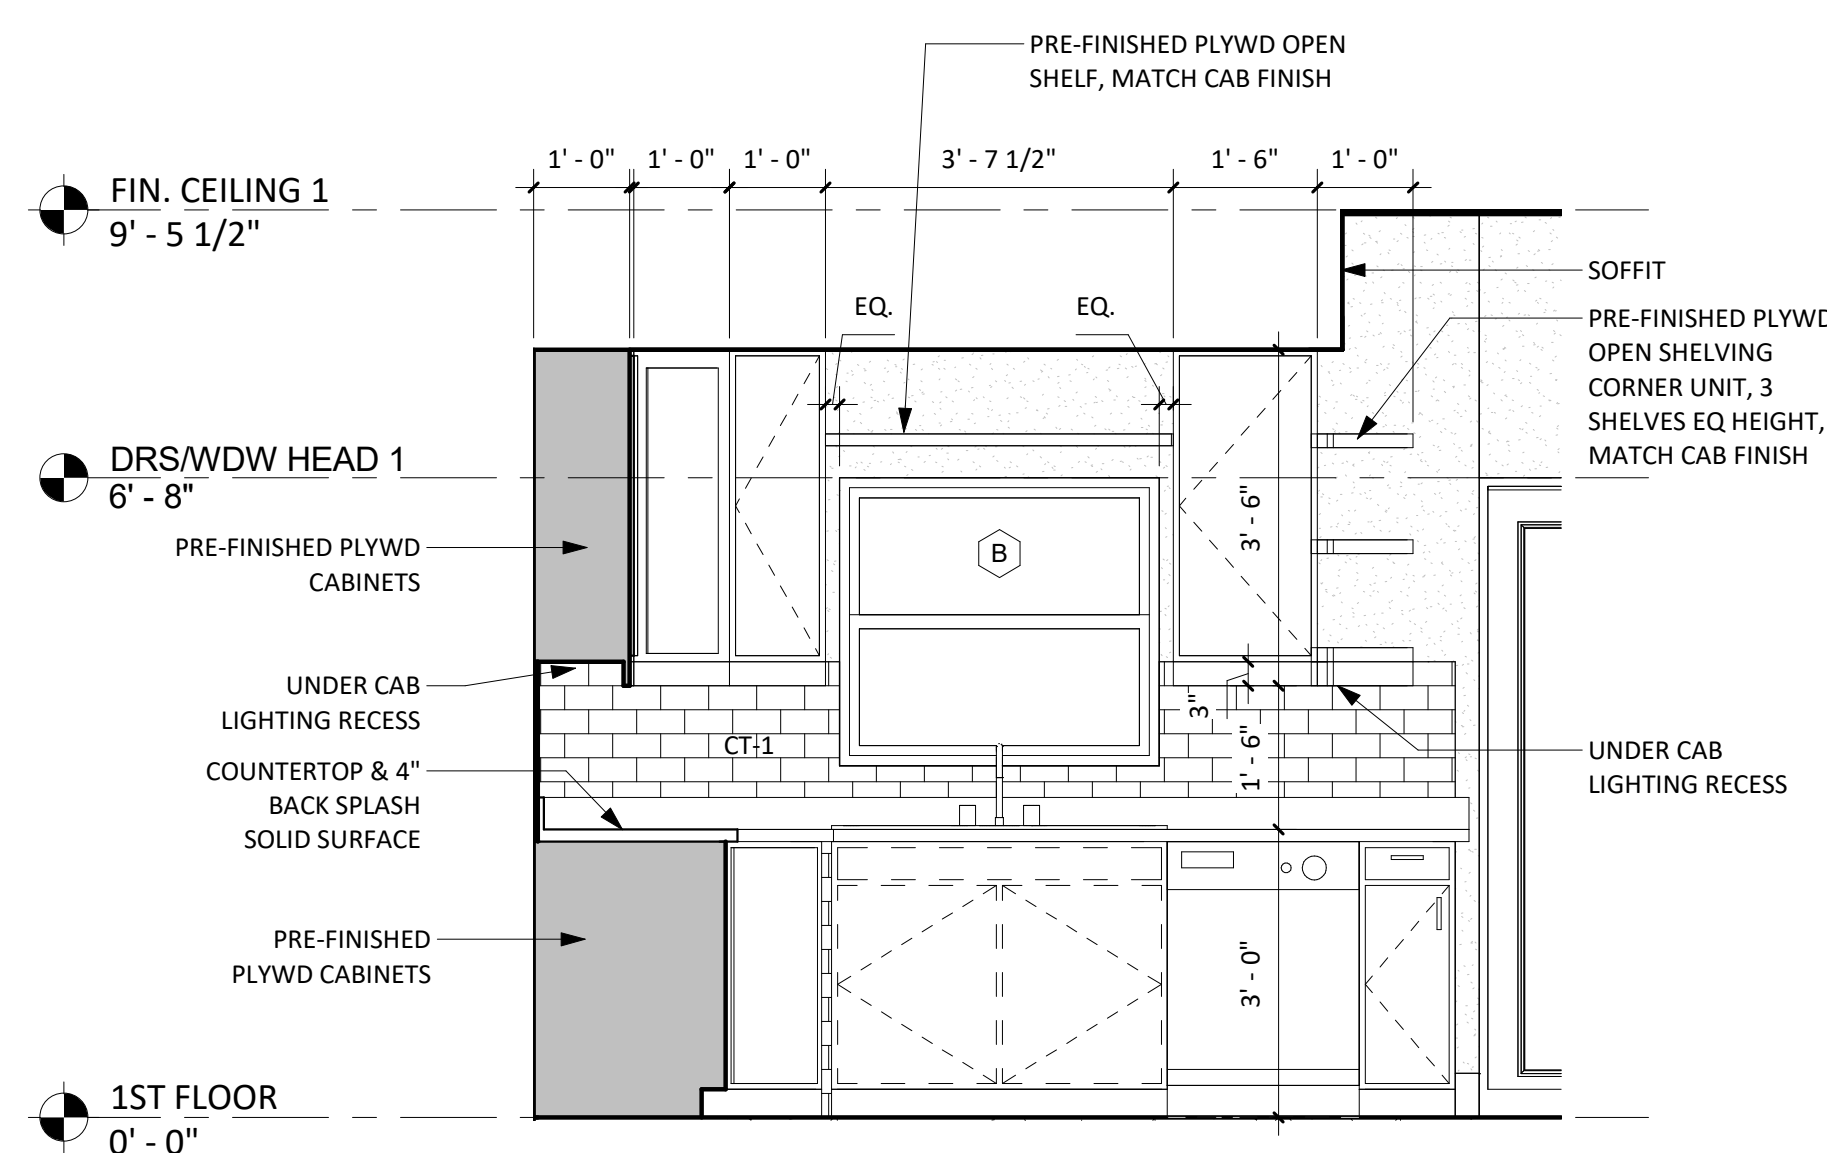 PRE-FINISHED PLYWD OPEN
SHELF, MATCH CAB FINISH
1' - 0" 1' - 0" 1' - 0" 3' - 7 1/2" 1' - 6" 1' - 0"
FIN. CEILING 1
9' - 5 1/2"
SOFFIT
EQ. EQ.
PRE-FINISHED PLYWD
OPEN SHELVING
CORNER UNIT, 3
SHELVES EQ HEIGHT,
MATCH CAB FINISH
DRS/WDW HEAD 1
6' - 8"
3' - 6"
B
PRE-FINISHED PLYWD
CABINETS
UNDER CAB
LIGHTING RECESS
3"
1' - 6"
CT-1
UNDER CAB
LIGHTING RECESS
COUNTERTOP & 4"
BACK SPLASH
SOLID SURFACE
PRE-FINISHED
PLYWD CABINETS
3' - 0"
1ST FLOOR
0' - 0"